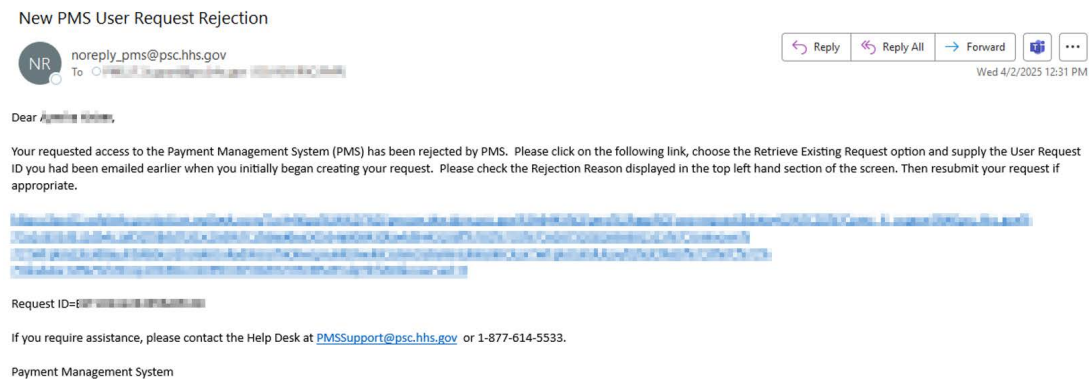 New PMS User Request Rejection
NR
noreply_pms@psc.hhs.gov
To
Reply
Reply All
Forward
Wed 4/2/2025 12:31 PM
Dear
Your requested access to the Payment Management System (PMS) has been rejected by PMS.  Please click on the following link, choose the Retrieve Existing Request option and supply the User Request
ID you had been emailed earlier when you initially began creating your request.  Please check the Rejection Reason displayed in the top left hand section of the screen. Then resubmit your request if
appropriate.
Request ID=
If you require assistance, please contact the Help Desk at PMSSupport@psc.hhs.gov  or 1-877-614-5533.
Payment Management System